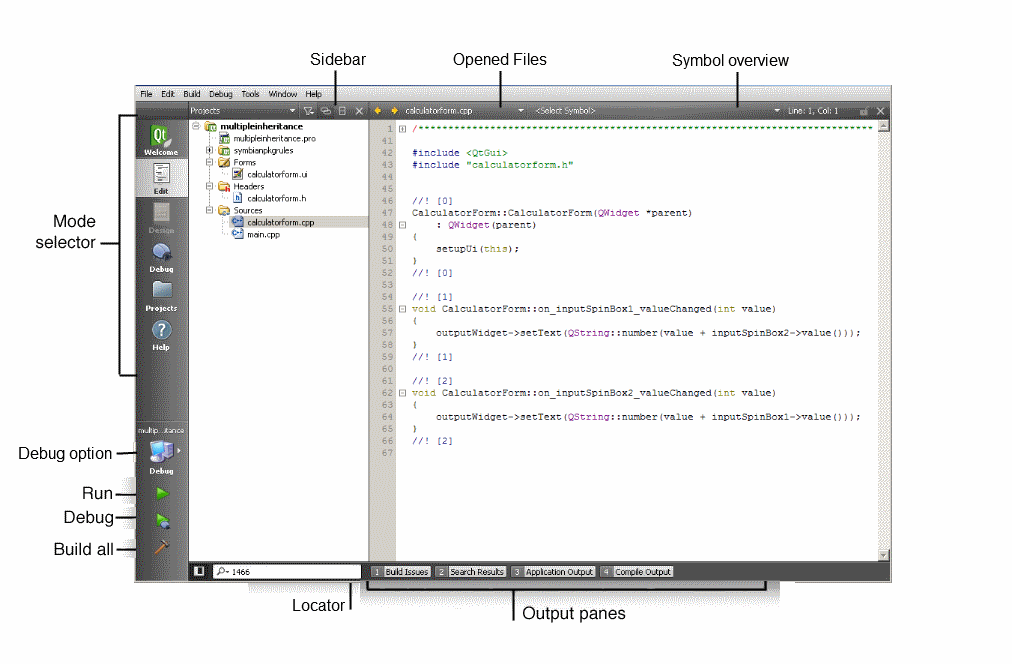 Sidebar
Opened Files
Symbol overview
File Edit Build Debug Tools Window Help
Projects
calculatorform.cpp
<Select Symbol>
Line: 1, Col: 1
Mode
selector
Qt
Welcome
Edit
Design
Debug
Projects
Help
multip...itance
Debug
Debug option
Run
Debug
Build all
multipleinheritance
multipleinheritance.pro
symbianpkgrules
Forms
calculatorform.ui
Headers
calculatorform.h
Sources
calculatorform.cpp
main.cpp
1 /****************************************************************************
41
42 #include <QtGui>
43 #include "calculatorform.h"
44
45
46 //! [0]
47 CalculatorForm::CalculatorForm(QWidget *parent)
48 : QWidget(parent)
49 {
50 setupUi(this);
51 }
52 //! [0]
53
54 //! [1]
55 void CalculatorForm::on_inputSpinBox1_valueChanged(int value)
56 {
57 outputWidget->setText(QString::number(value + inputSpinBox2->value()));
58 }
59 //! [1]
60
61 //! [2]
62 void CalculatorForm::on_inputSpinBox2_valueChanged(int value)
63 {
64 outputWidget->setText(QString::number(value + inputSpinBox1->value()));
65 }
66 //! [2]
67
1466
1 Build Issues 2 Search Results 3 Application Output 4 Compile Output
Locator
Output panes